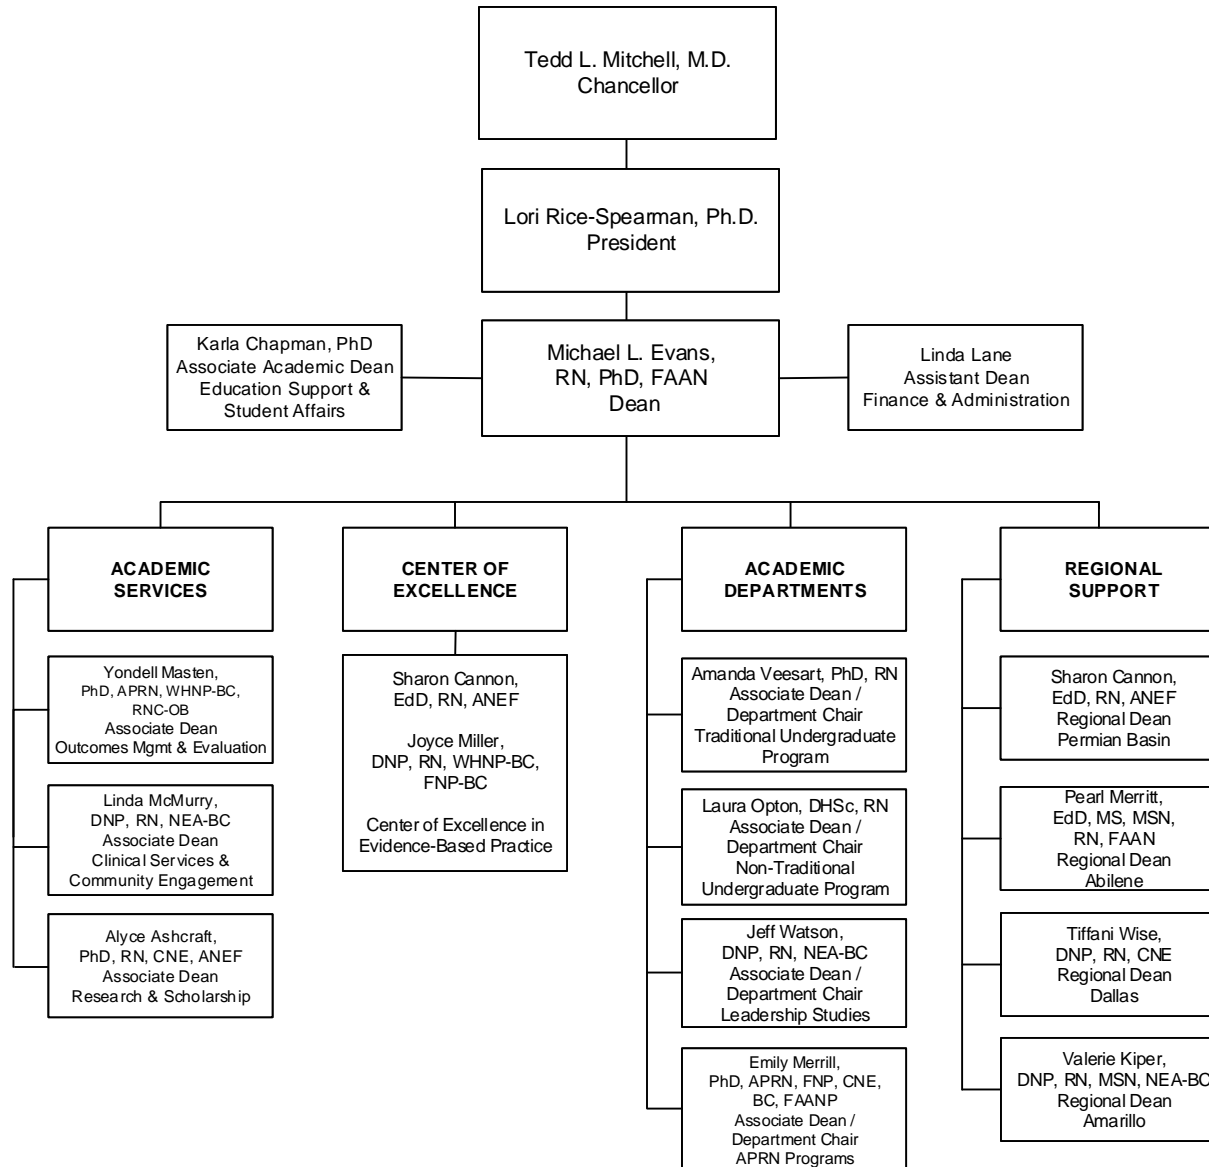 Tedd L. Mitchell, M.D.
Chancellor
Lori Rice-Spearman, Ph.D.
President
Karla Chapman, PhD
Associate Academic Dean
Education Support &
Student Affairs
Michael L. Evans,
RN, PhD, FAAN
Dean
Linda Lane
Assistant Dean
Finance & Administration
ACADEMIC
SERVICES
Yondell Masten,
PhD, APRN, WHNP-BC,
RNC-OB
Associate Dean
Outcomes Mgmt & Evaluation
Linda McMurry,
DNP, RN, NEA-BC
Associate Dean
Clinical Services &
Community Engagement
Alyce Ashcraft,
PhD, RN, CNE, ANEF
Associate Dean
Research & Scholarship
CENTER OF
EXCELLENCE
Sharon Cannon,
EdD, RN, ANEF
Joyce Miller,
DNP, RN, WHNP-BC,
FNP-BC
Center of Excellence in
Evidence-Based Practice
ACADEMIC
DEPARTMENTS
Amanda Veesart, PhD, RN
Associate Dean /
Department Chair
Traditional Undergraduate
Program
Laura Opton, DHSc, RN
Associate Dean /
Department Chair
Non-Traditional
Undergraduate Program
Jeff Watson,
DNP, RN, NEA-BC
Associate Dean /
Department Chair
Leadership Studies
Emily Merrill,
PhD, APRN, FNP, CNE,
BC, FAANP
Associate Dean /
Department Chair
APRN Programs
REGIONAL
SUPPORT
Sharon Cannon,
EdD, RN, ANEF
Regional Dean
Permian Basin
Pearl Merritt,
EdD, MS, MSN,
RN, FAAN
Regional Dean
Abilene
Tiffani Wise,
DNP, RN, CNE
Regional Dean
Dallas
Valerie Kiper,
DNP, RN, MSN, NEA-BC
Regional Dean
Amarillo